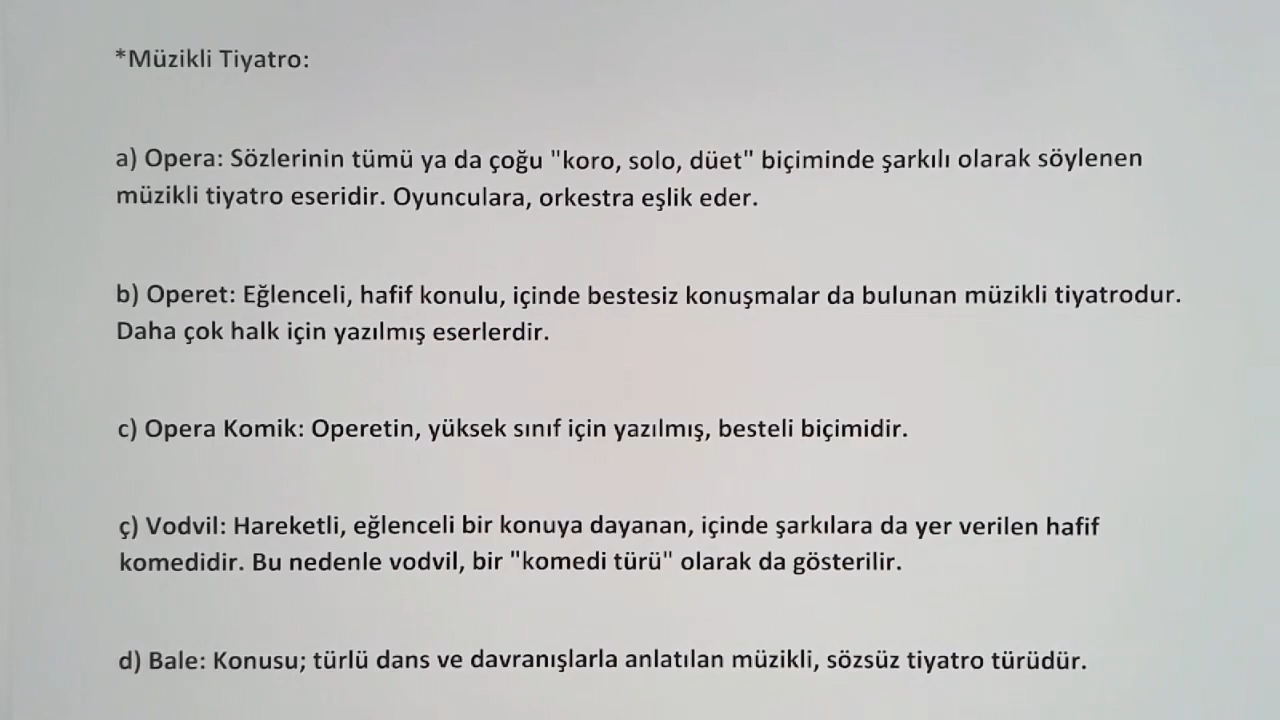 *Müzikli Tiyatro:
a) Opera: Sözlerinin tümü ya da çoğu "koro, solo, düet" biçiminde şarkılı olarak söylenen
müzikli tiyatro eseridir. Oyunculara, orkestra eşlik eder.
b) Operet: Eğlenceli, hafif konulu, içinde bestesiz konuşmalar da bulunan müzikli tiyatrodur.
Daha çok halk için yazılmış eserlerdir.
c) Opera Komik: Operetin, yüksek sınıf için yazılmış, besteli biçimidir.
ç) Vodvil: Hareketli, eğlenceli bir konuya dayanan, içinde şarkılara da yer verilen hafif
komedidir. Bu nedenle vodvil, bir "komedi türü" olarak da gösterilir.
d) Bale: Konusu; türlü dans ve davranışlarla anlatılan müzikli, sözsüz tiyatro türüdür.